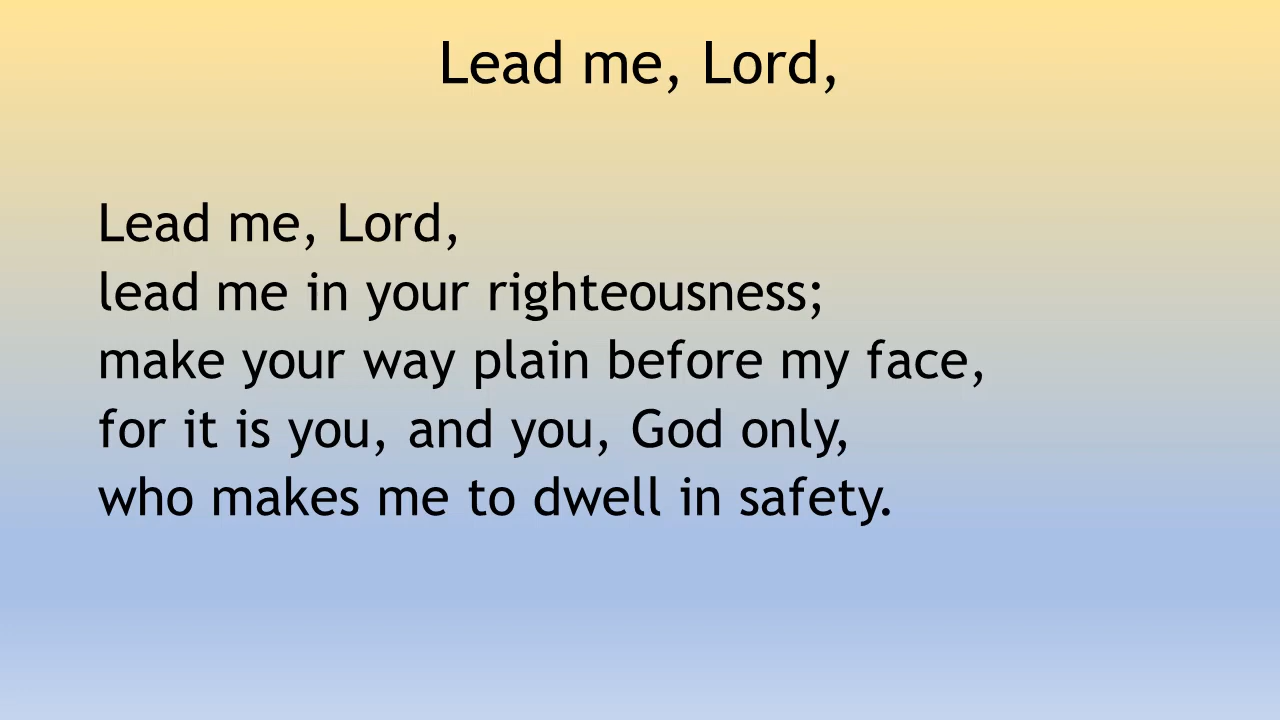 Lead me, Lord,
Lead me, Lord,
lead me in your righteousness;
make your way plain before my face,
for it is you, and you, God only,
who makes me to dwell in safety.